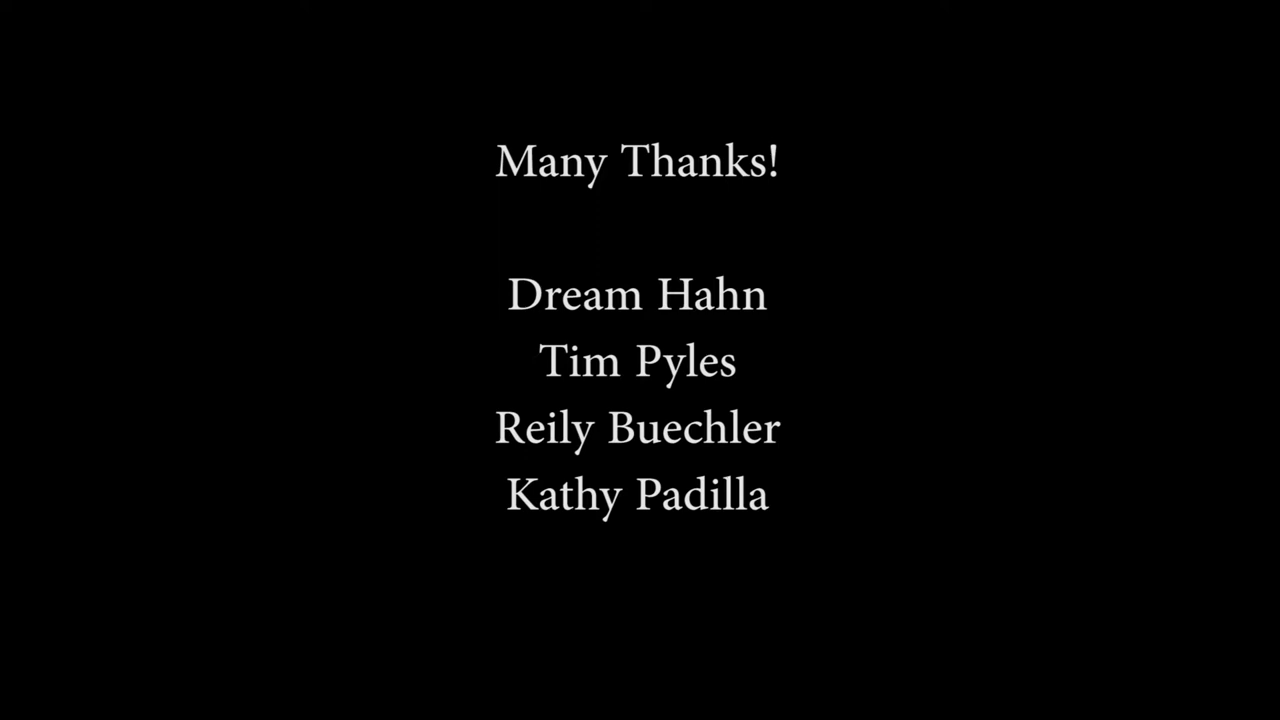 Many Thanks!
Dream Hahn
Tim Pyles
Reily Buechler
Kathy Padilla